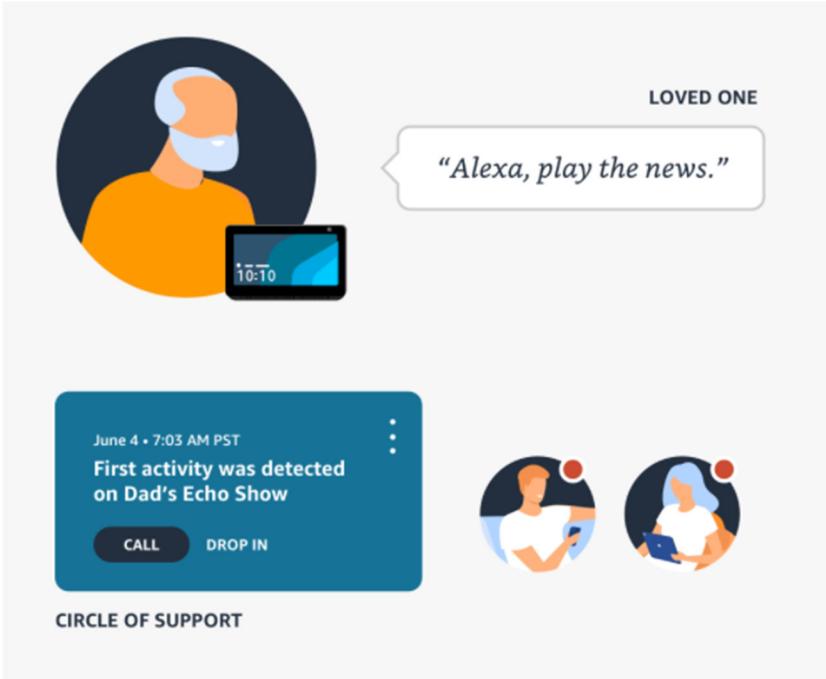 LOVED ONE
“Alexa, play the news.”
10:10
June 4 • 7:03 AM PST
First activity was detected
on Dad’s Echo Show
CALL DROP IN
CIRCLE OF SUPPORT